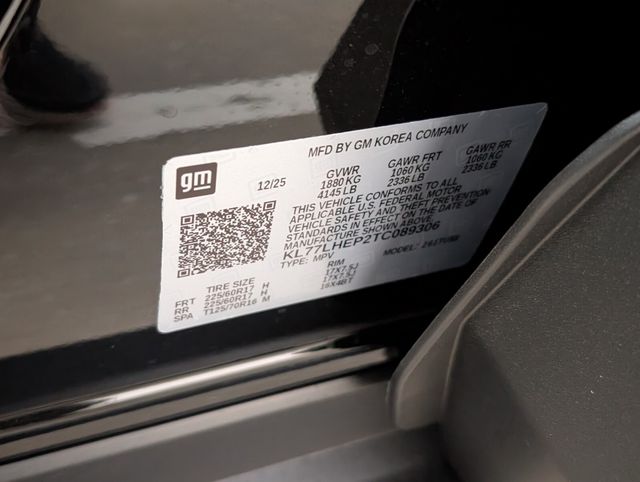 gm
MFD BY GM KOREA COMPANY
12/25
GVWR GAWR FRT GAWR RR
1880 KG 1060 KG 1060 KG
4145 LB 2336 LB 2336 LB
THIS VEHICLE CONFORMS TO ALL
APPLICABLE U.S. FEDERAL MOTOR
VEHICLE SAFETY AND THEFT PREVENTION
STANDARDS IN EFFECT ON THE DATE OF
MANUFACTURE SHOWN ABOVE.
KL77LHEP2TC089306
TYPE: MPV MODEL:
TIRE SIZE RIM
FRT 225/60R17 H 17X7.5J
RR 225/60R17 H 17X7.5J
SPA T125/70R16 M 16X4BT